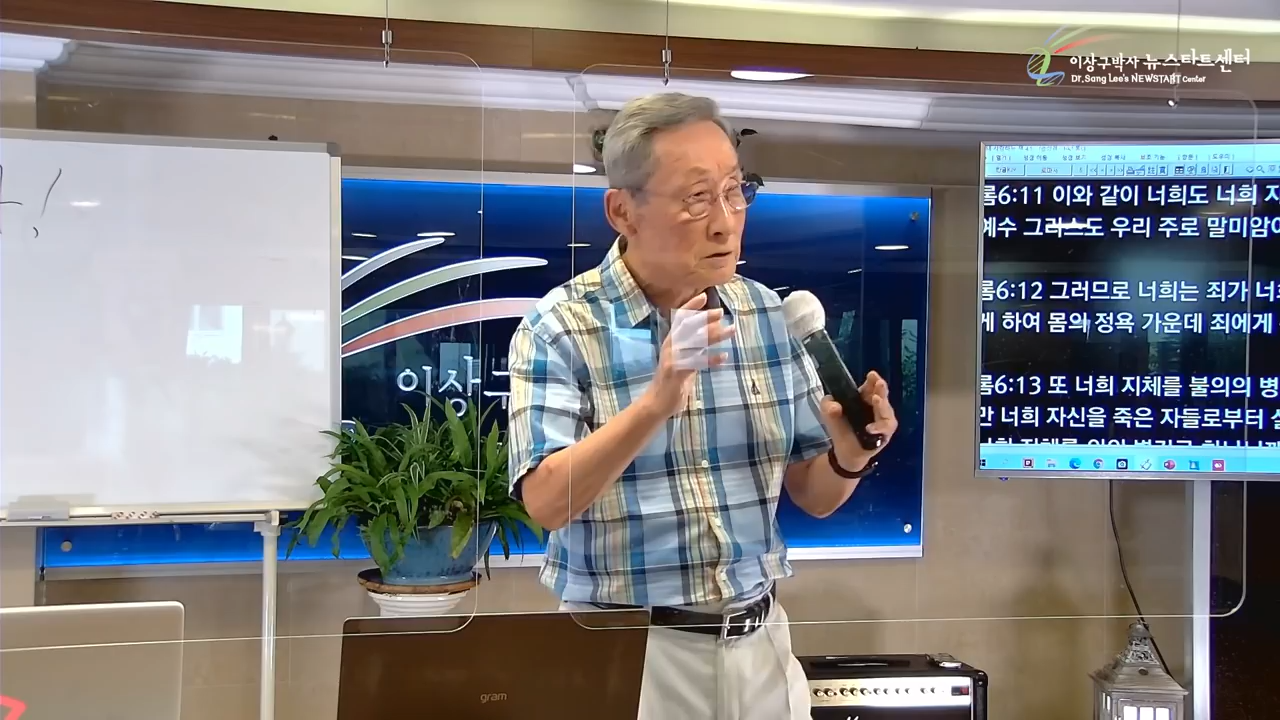 이상구박사 뉴스타트센터
Dr. Sang Lee's NEWSTART Center
롬6:11 이와 같이 너희도 너희 자
예수 그리스도 우리 주로 말미암아
롬6:12 그러므로 너희는 죄가 너희
게 하여 몸의 정욕 가운데 죄에게
롬6:13 또 너희 지체를 불의의 병
만 너희 자신을 죽은 자들로부터 살
이상구
gram